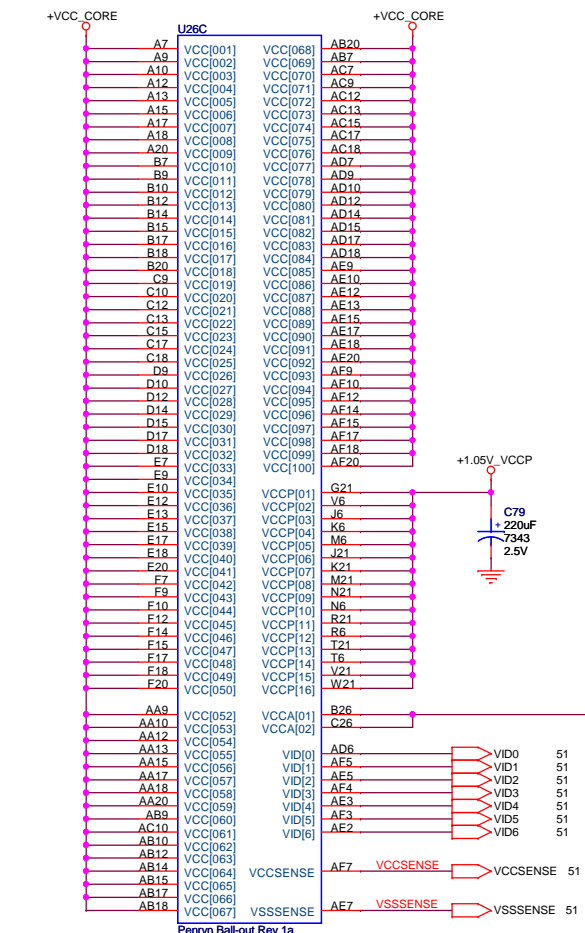 +VCC_CORE +VCC_CORE
U26C
A7 VCC[001] VCC[068] AB20
A9 VCC[002] VCC[069] AB7
A10 VCC[003] VCC[070] AC7
A12 VCC[004] VCC[071] AC9
A13 VCC[005] VCC[072] AC12
A15 VCC[006] VCC[073] AC13
A17 VCC[007] VCC[074] AC15
A18 VCC[008] VCC[075] AC17
A20 VCC[009] VCC[076] AC18
B7 VCC[010] VCC[077] AD7
B9 VCC[011] VCC[078] AD9
B10 VCC[012] VCC[079] AD10
B12 VCC[013] VCC[080] AD12
B14 VCC[014] VCC[081] AD14
B15 VCC[015] VCC[082] AD15
B17 VCC[016] VCC[083] AD17
B18 VCC[017] VCC[084] AD18
B20 VCC[018] VCC[085] AE9
C9 VCC[019] VCC[086] AE10
C10 VCC[020] VCC[087] AE12
C12 VCC[021] VCC[088] AE13
C13 VCC[022] VCC[089] AE15
C15 VCC[023] VCC[090] AE17
C17 VCC[024] VCC[091] AE18
C18 VCC[025] VCC[092] AE20
D9 VCC[026] VCC[093] AF9
D10 VCC[027] VCC[094] AF10
D12 VCC[028] VCC[095] AF12
D14 VCC[029] VCC[096] AF14
D15 VCC[030] VCC[097] AF15
D17 VCC[031] VCC[098] AF17
D18 VCC[032] VCC[099] AF18
E7 VCC[033] VCC[100] AF20
+1.05V_VCCP
E9 VCC[034]
E10 VCC[035] VCCP[01] G21
E12 VCC[036] VCCP[02] V6
E13 VCC[037] VCCP[03] J6
E15 VCC[038] VCCP[04] K6
E17 VCC[039] VCCP[05] M6
E18 VCC[040] VCCP[06] J21
E20 VCC[041] VCCP[07] K21
F7 VCC[042] VCCP[08] M21
F9 VCC[043] VCCP[09] N21
F10 VCC[044] VCCP[10] N6
F12 VCC[045] VCCP[11] R21
F14 VCC[046] VCCP[12] R6
F15 VCC[047] VCCP[13] T21
F17 VCC[048] VCCP[14] T6
F18 VCC[049] VCCP[15] V21
F20 VCC[050] VCCP[16] W21
C79
+ 220uF
7343
2.5V
AA9 VCC[052] VCCA[01] B26
AA10 VCC[053] VCCA[02] C26
AA12 VCC[054]
AA13 VCC[055] VID[0] AD6 VID0 51
AA15 VCC[056] VID[1] AF5 VID1 51
AA17 VCC[057] VID[2] AE5 VID2 51
AA18 VCC[058] VID[3] AF4 VID3 51
AA20 VCC[059] VID[4] AE3 VID4 51
AB9 VCC[060] VID[5] AF3 VID5 51
AC10 VCC[061] VID[6] AE2 VID6 51
AB10 VCC[062]
AB12 VCC[063]
AB14 VCC[064] VCCSENSE AF7 VCCSENSE VCCSENSE 51
AB15 VCC[065]
AB17 VCC[066]
AB18 VCC[067] VSSSENSE AE7 VSSSENSE VSSSENSE 51
Penryn Ball-out Rev 1a